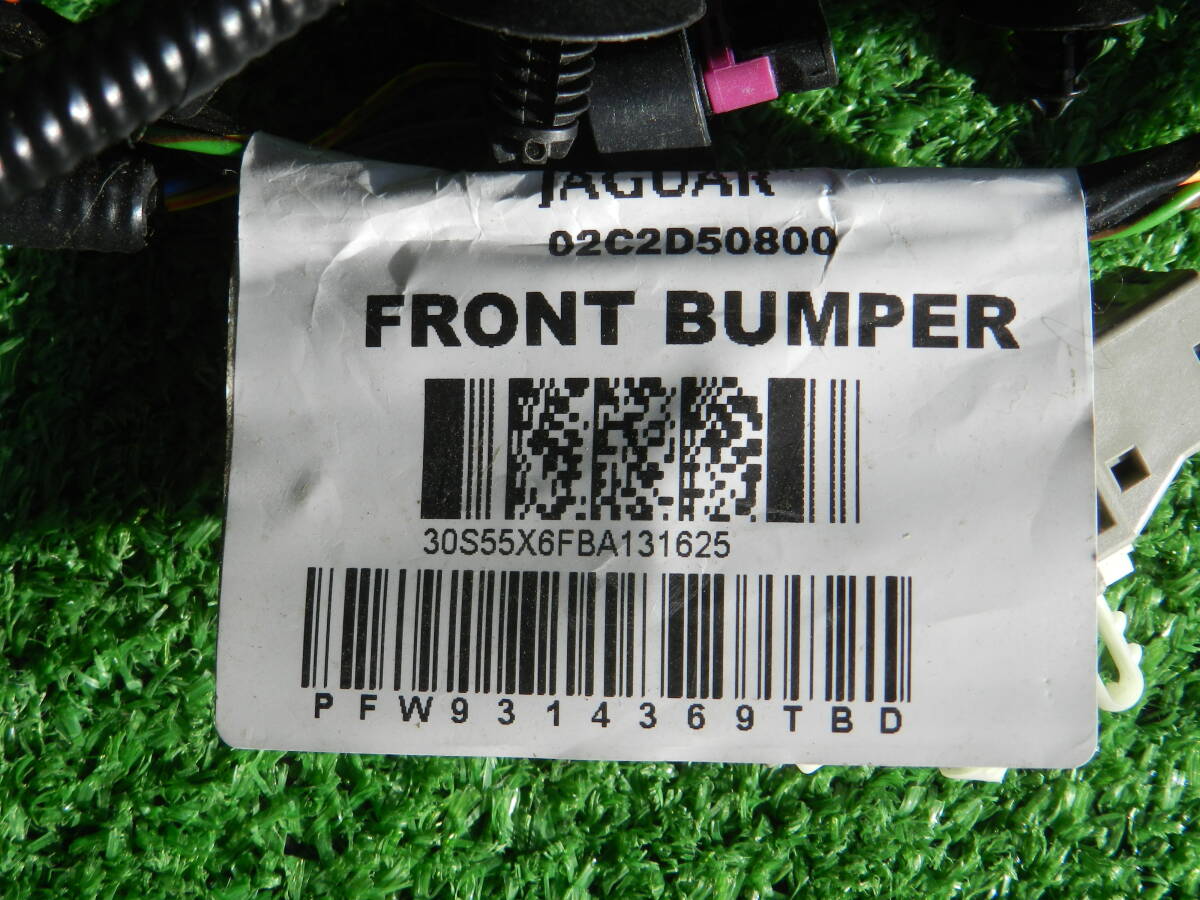 JAGUAR
02C2D50800
FRONT BUMPER
30S55X6FBA131625
PFW9314369TBD